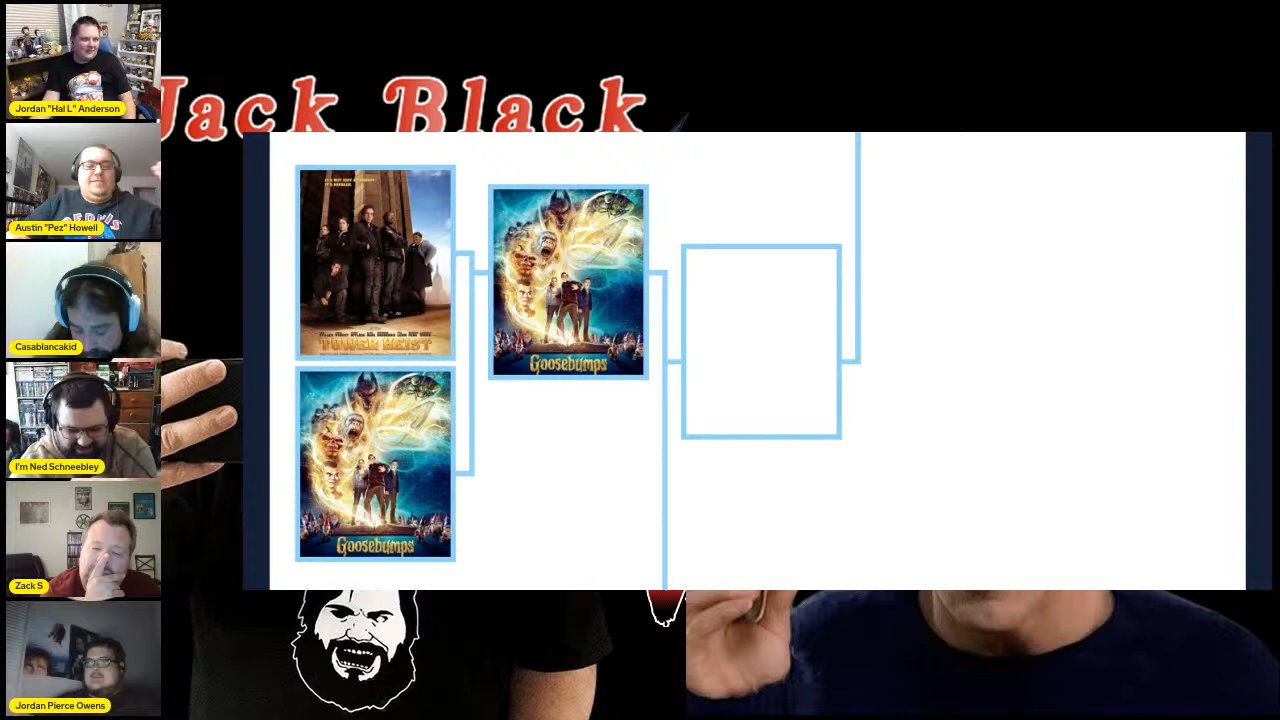 Jordan "Hal L" Anderson
Jack Black
Austin "Pez" Howell
Casablancakid
I'm Ned Schneebley
Zack S
Jordan Pierce Owens
TOWER HEIST
Goosebumps
Goosebumps